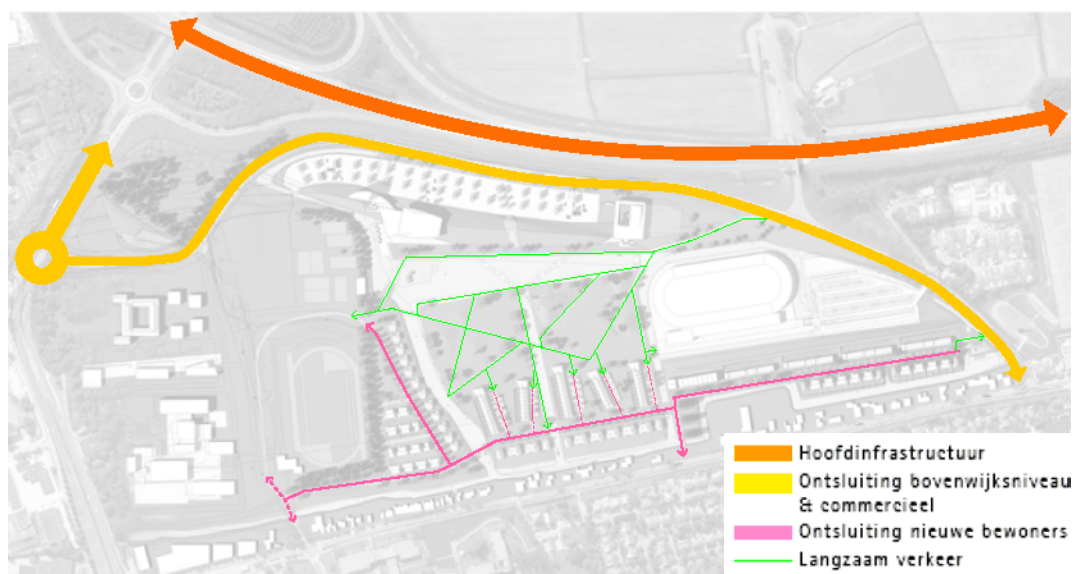 Hoofdinfrastructuur
Ontsluiting bovenwijksniveau
& commercieel
Ontsluiting nieuwe bewoners
Langzaam verkeer